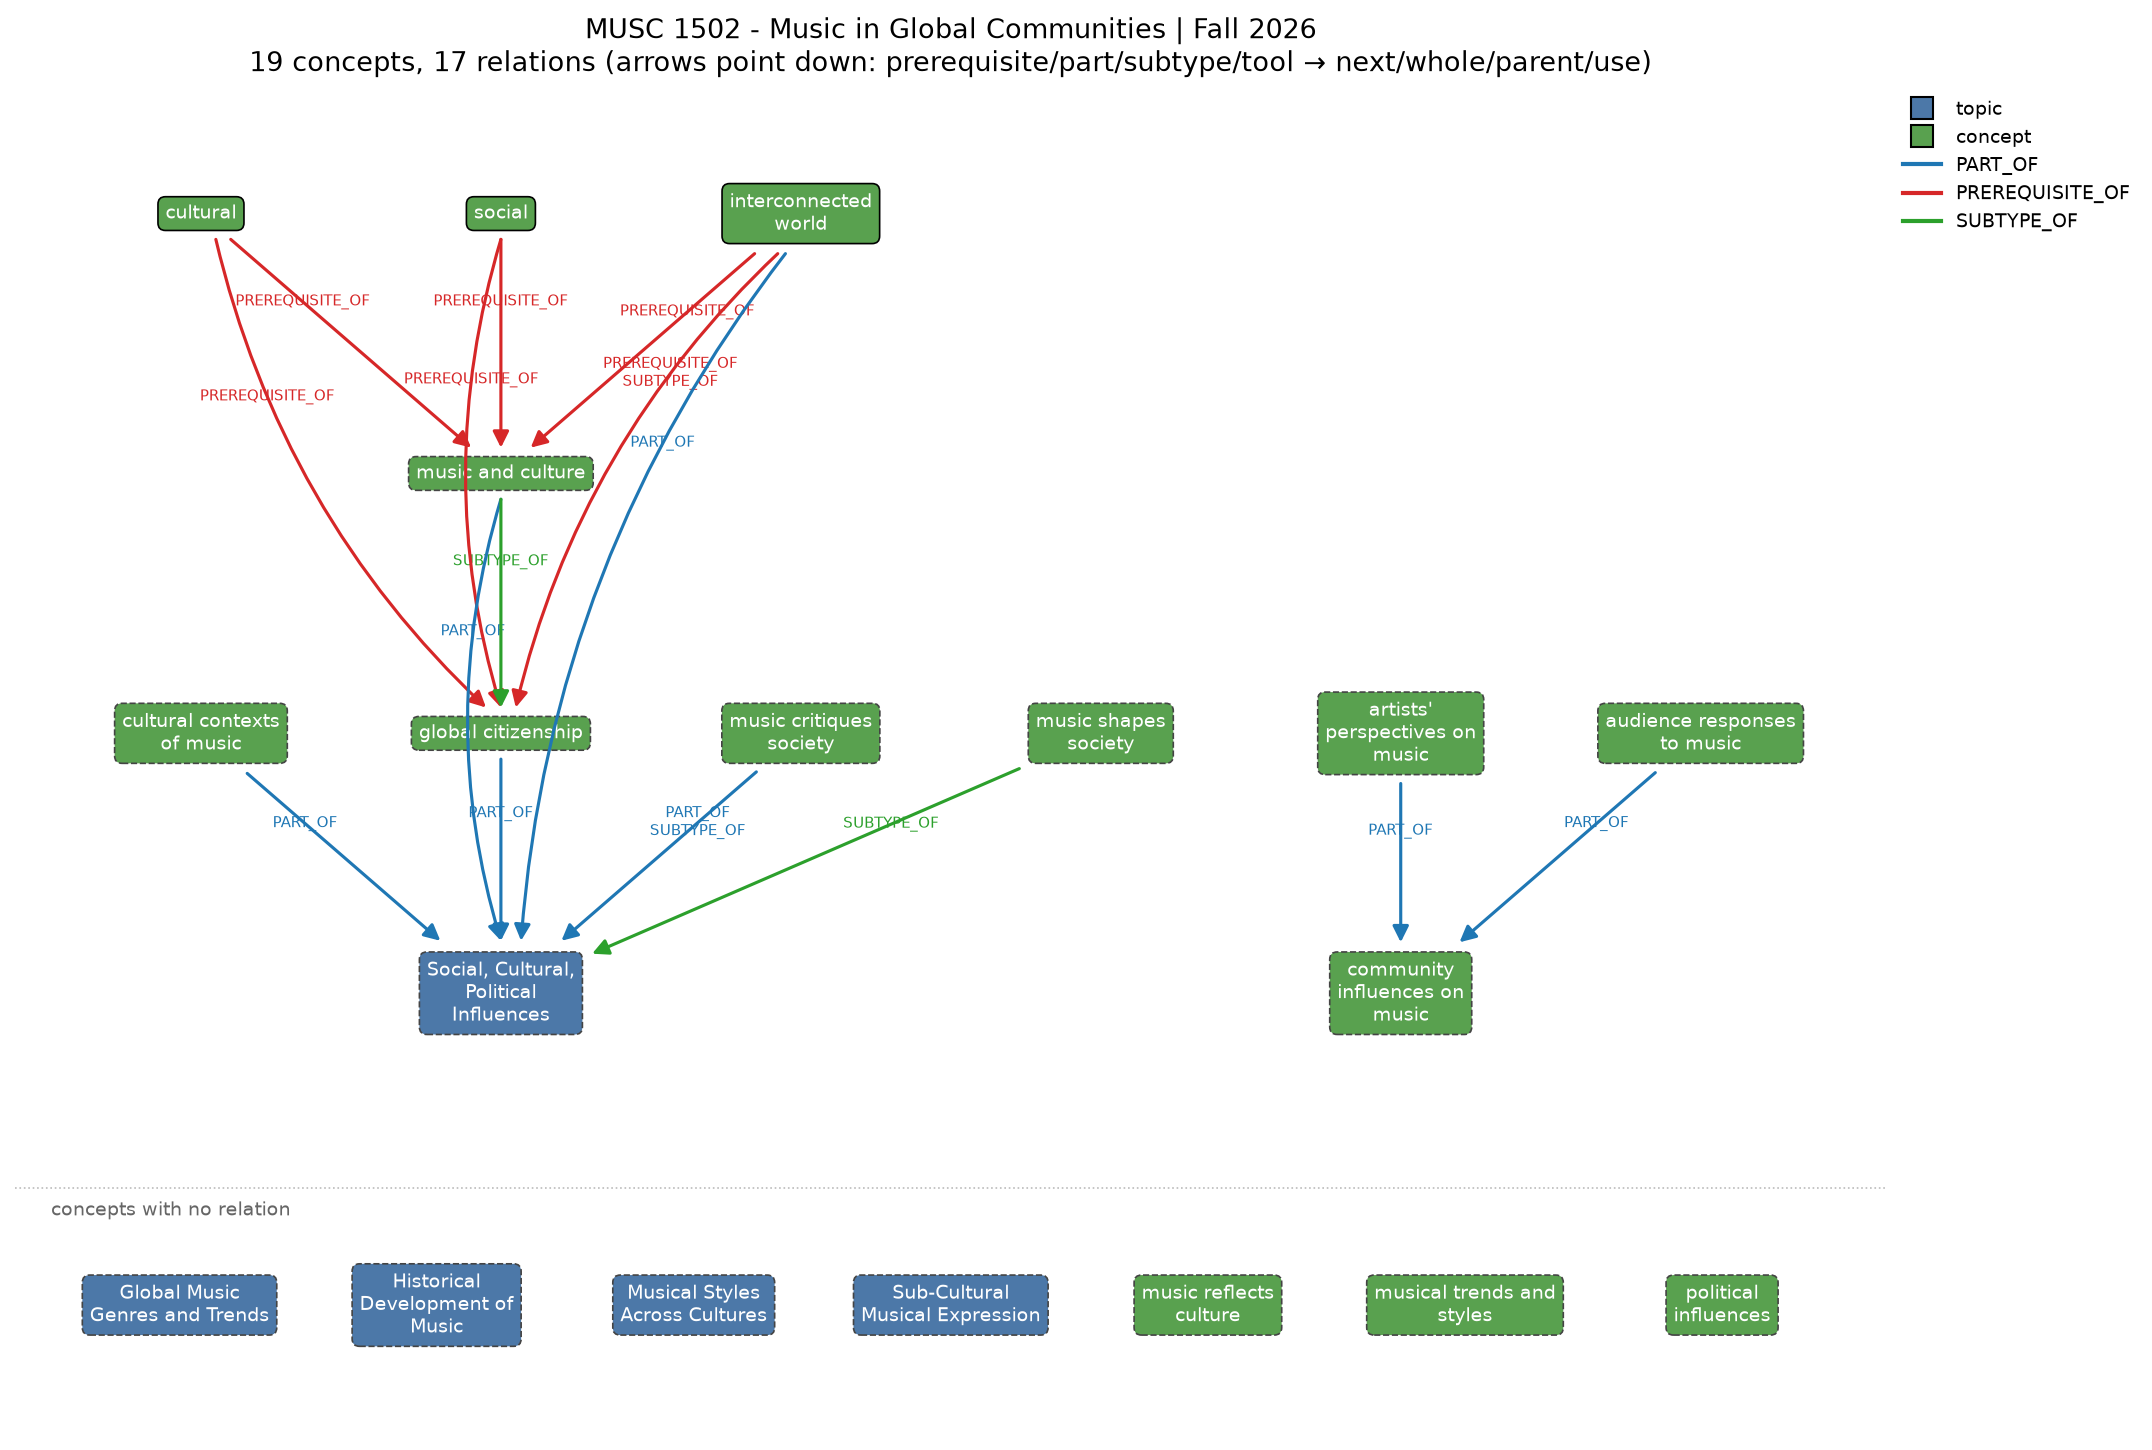 MUSC 1502 - Music in Global Communities | Fall 2026
19 concepts, 17 relations (arrows point down: prerequisite/part/subtype/tool → next/whole/parent/use)
topic
concept
PART_OF
PREREQUISITE_OF
SUBTYPE_OF
cultural
social
interconnected
world
PREREQUISITE_OF
PREREQUISITE_OF
PREREQUISITE_OF
PREREQUISITE_OF
SUBTYPE_OF
PREREQUISITE_OF
PREREQUISITE_OF
PART_OF
music and culture
SUBTYPE_OF
PART_OF
cultural contexts
of music
global citizenship
music critiques
society
music shapes
society
artists'
perspectives on
music
audience responses
to music
PART_OF
PART_OF
PART_OF
SUBTYPE_OF
SUBTYPE_OF
PART_OF
PART_OF
Social, Cultural,
Political
Influences
community
influences on
music
concepts with no relation
Global Music
Genres and Trends
Historical
Development of
Music
Musical Styles
Across Cultures
Sub-Cultural
Musical Expression
music reflects
culture
musical trends and
styles
political
influences